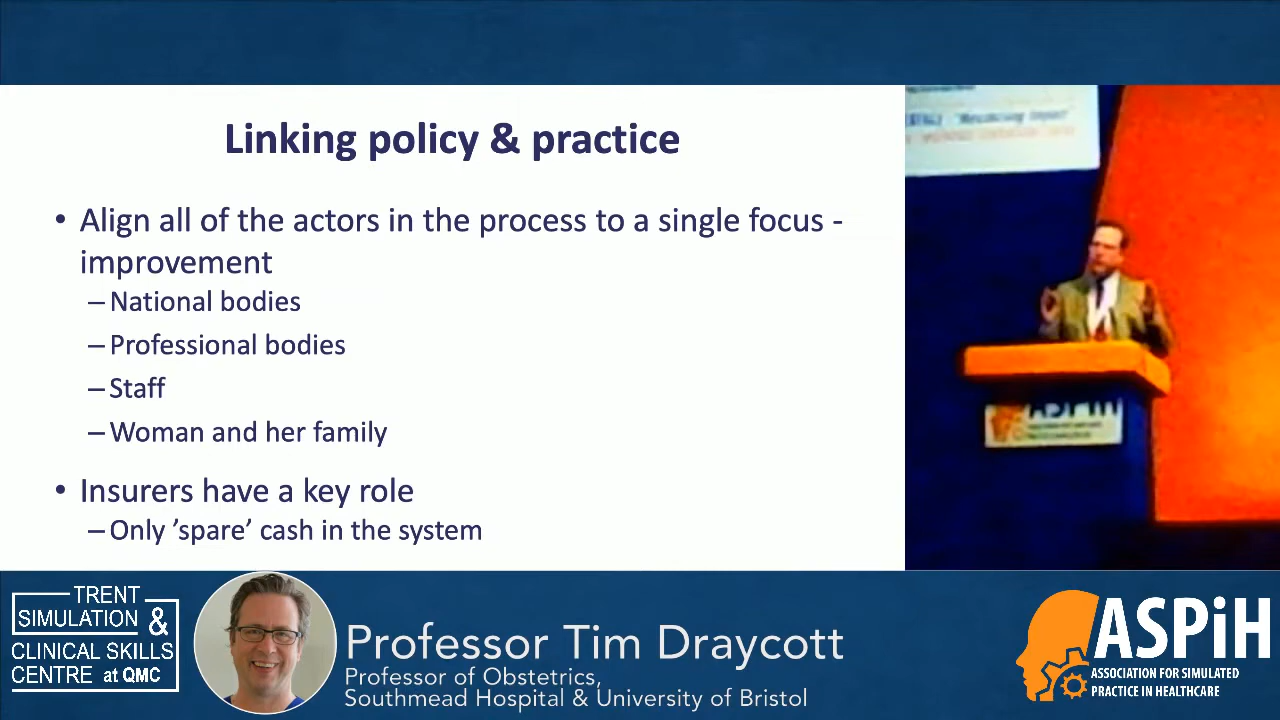 Linking policy & practice
• Align all of the actors in the process to a single focus -
improvement
– National bodies
– Professional bodies
– Staff
– Woman and her family
• Insurers have a key role
– Only ’spare’ cash in the system
ASPiH
TRENT
SIMULATION &
CLINICAL SKILLS
CENTRE at QMC
Professor Tim Draycott
Professor of Obstetrics,
Southmead Hospital & University of Bristol
ASPiH
ASSOCIATION FOR SIMULATED
PRACTICE IN HEALTHCARE